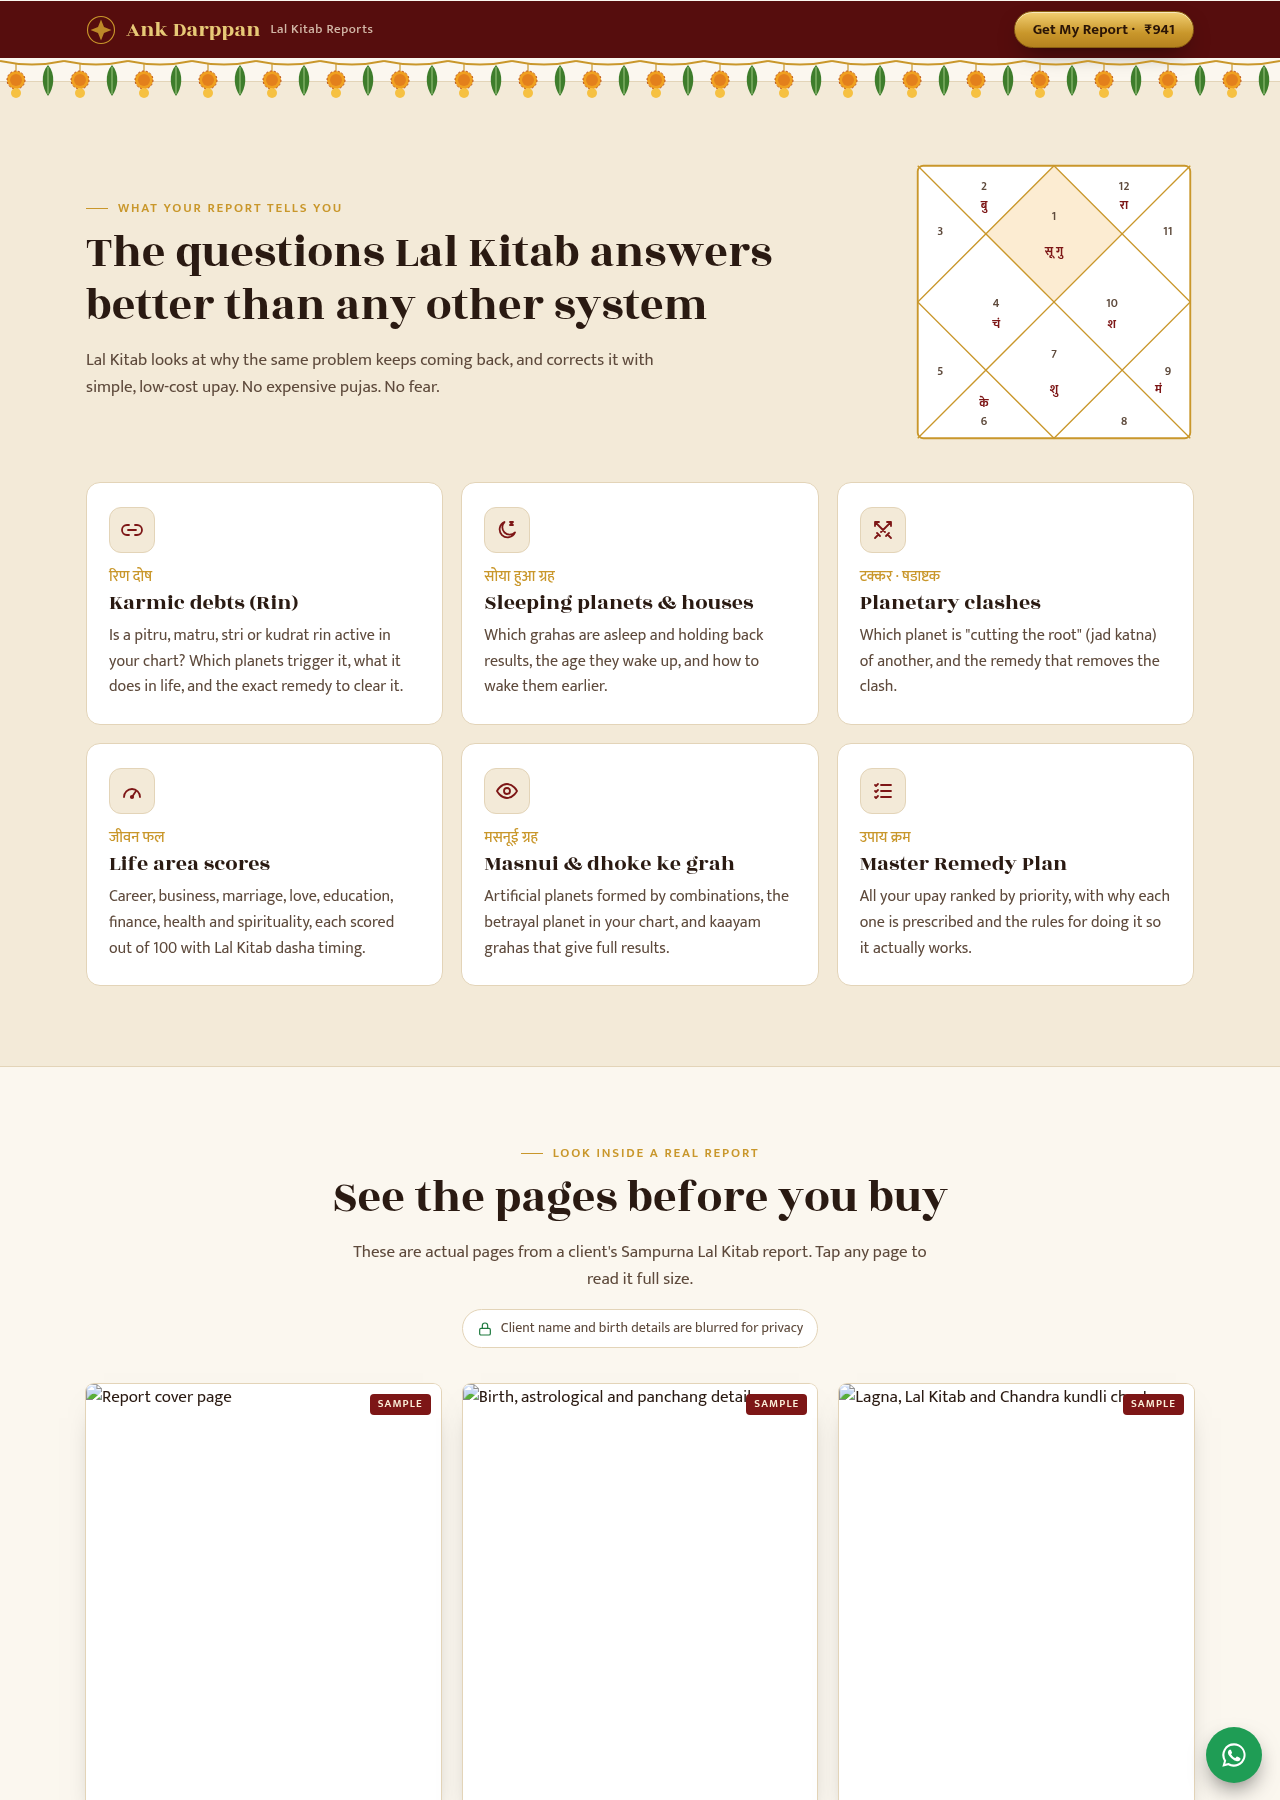 Ank Darppan Lal Kitab Reports
Get My Report · ₹941
WHAT YOUR REPORT TELLS YOU
The questions Lal Kitab answers
better than any other system
Lal Kitab looks at why the same problem keeps coming back, and corrects it with
simple, low-cost upay. No expensive pujas. No fear.
2
12
बु
रा
1
3
11
सू गु
4
10
चं
श
7
5
9
शु
मं
के
6
8
रिण दोष
Karmic debts (Rin)
Is a pitru, matru, stri or kudrat rin active in
your chart? Which planets trigger it, what it
does in life, and the exact remedy to clear it.
सोया हुआ ग्रह
Sleeping planets & houses
Which grahas are asleep and holding back
results, the age they wake up, and how to
wake them earlier.
टक्कर · षडाष्टक
Planetary clashes
Which planet is "cutting the root" (jad katna)
of another, and the remedy that removes the
clash.
जीवन फल
Life area scores
Career, business, marriage, love, education,
finance, health and spirituality, each scored
out of 100 with Lal Kitab dasha timing.
मसनूई ग्रह
Masnui & dhoke ke grah
Artificial planets formed by combinations, the
betrayal planet in your chart, and kaayam
grahas that give full results.
उपाय क्रम
Master Remedy Plan
All your upay ranked by priority, with why each
one is prescribed and the rules for doing it so
it actually works.
LOOK INSIDE A REAL REPORT
See the pages before you buy
These are actual pages from a client's Sampurna Lal Kitab report. Tap any page to
read it full size.
Client name and birth details are blurred for privacy
Report cover page
SAMPLE
Birth, astrological and panchang detail
SAMPLE
Lagna, Lal Kitab and Chandra kundli
SAMPLE